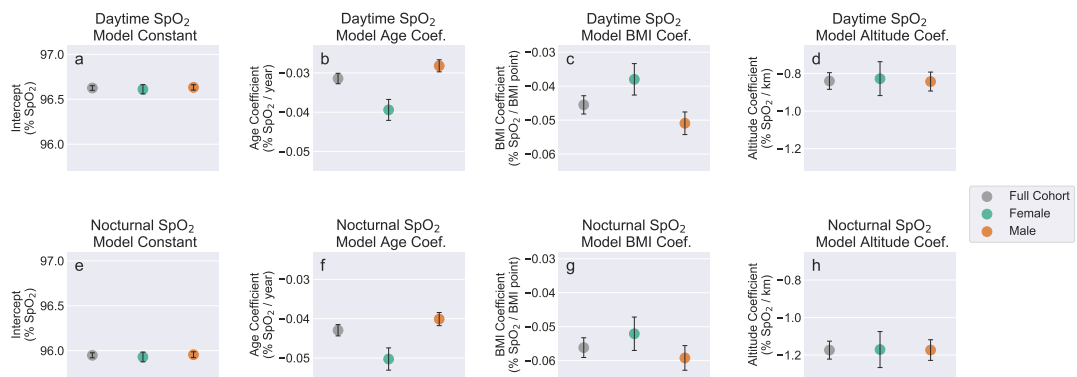 Daytime SpO₂
Model Constant
a
97.0
96.5
96.0
Intercept
(% SpO₂)
Daytime SpO₂
Model Age Coef.
b
−0.03
−0.04
−0.05
Age Coefficient
(% SpO₂ / year)
Daytime SpO₂
Model BMI Coef.
c
−0.03
−0.04
−0.05
−0.06
BMI Coefficient
(% SpO₂ / BMI point)
Daytime SpO₂
Model Altitude Coef.
d
−0.8
−1.0
−1.2
Altitude Coefficient
(% SpO₂ / km)
Full Cohort
Female
Male
Nocturnal SpO₂
Model Constant
e
97.0
96.5
96.0
Intercept
(% SpO₂)
Nocturnal SpO₂
Model Age Coef.
f
−0.03
−0.04
−0.05
Age Coefficient
(% SpO₂ / year)
Nocturnal SpO₂
Model BMI Coef.
g
−0.03
−0.04
−0.05
−0.06
BMI Coefficient
(% SpO₂ / BMI point)
Nocturnal SpO₂
Model Altitude Coef.
h
−0.8
−1.0
−1.2
Altitude Coefficient
(% SpO₂ / km)